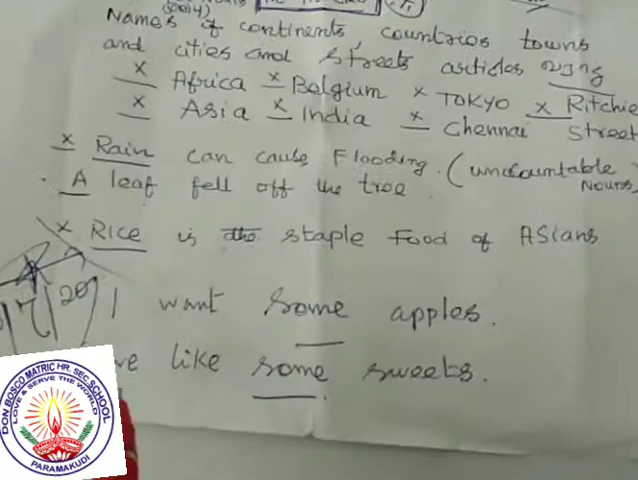 Names of continents, countries towns
and cities and streets articles வராது
x Africa x Belgium x TOKYO x Ritchie
x Asia x India x Chennai Street
x Rain can cause Flooding. (uncountable
Nouns)
A leaf fell off the tree
x Rice is the staple Food of Asians
I want some apples.
like some sweets.
DON BOSCO MATRIC HR. SEC. SCHOOL
LOVE & SERVE THE WORLD
PARAMAKUDI